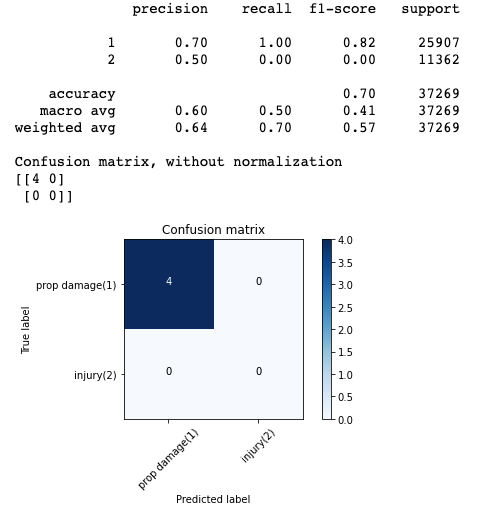 precision recall f1-score support
1 0.70 1.00 0.82 25907
2 0.50 0.00 0.00 11362
accuracy 0.70 37269
macro avg 0.60 0.50 0.41 37269
weighted avg 0.64 0.70 0.57 37269
Confusion matrix, without normalization
[[4 0]
[0 0]]
Confusion matrix
prop damage(1)
injury(2)
True label
4 0
0 0
prop damage(1)
injury(2)
Predicted label
4.0
3.5
3.0
2.5
2.0
1.5
1.0
0.5
0.0